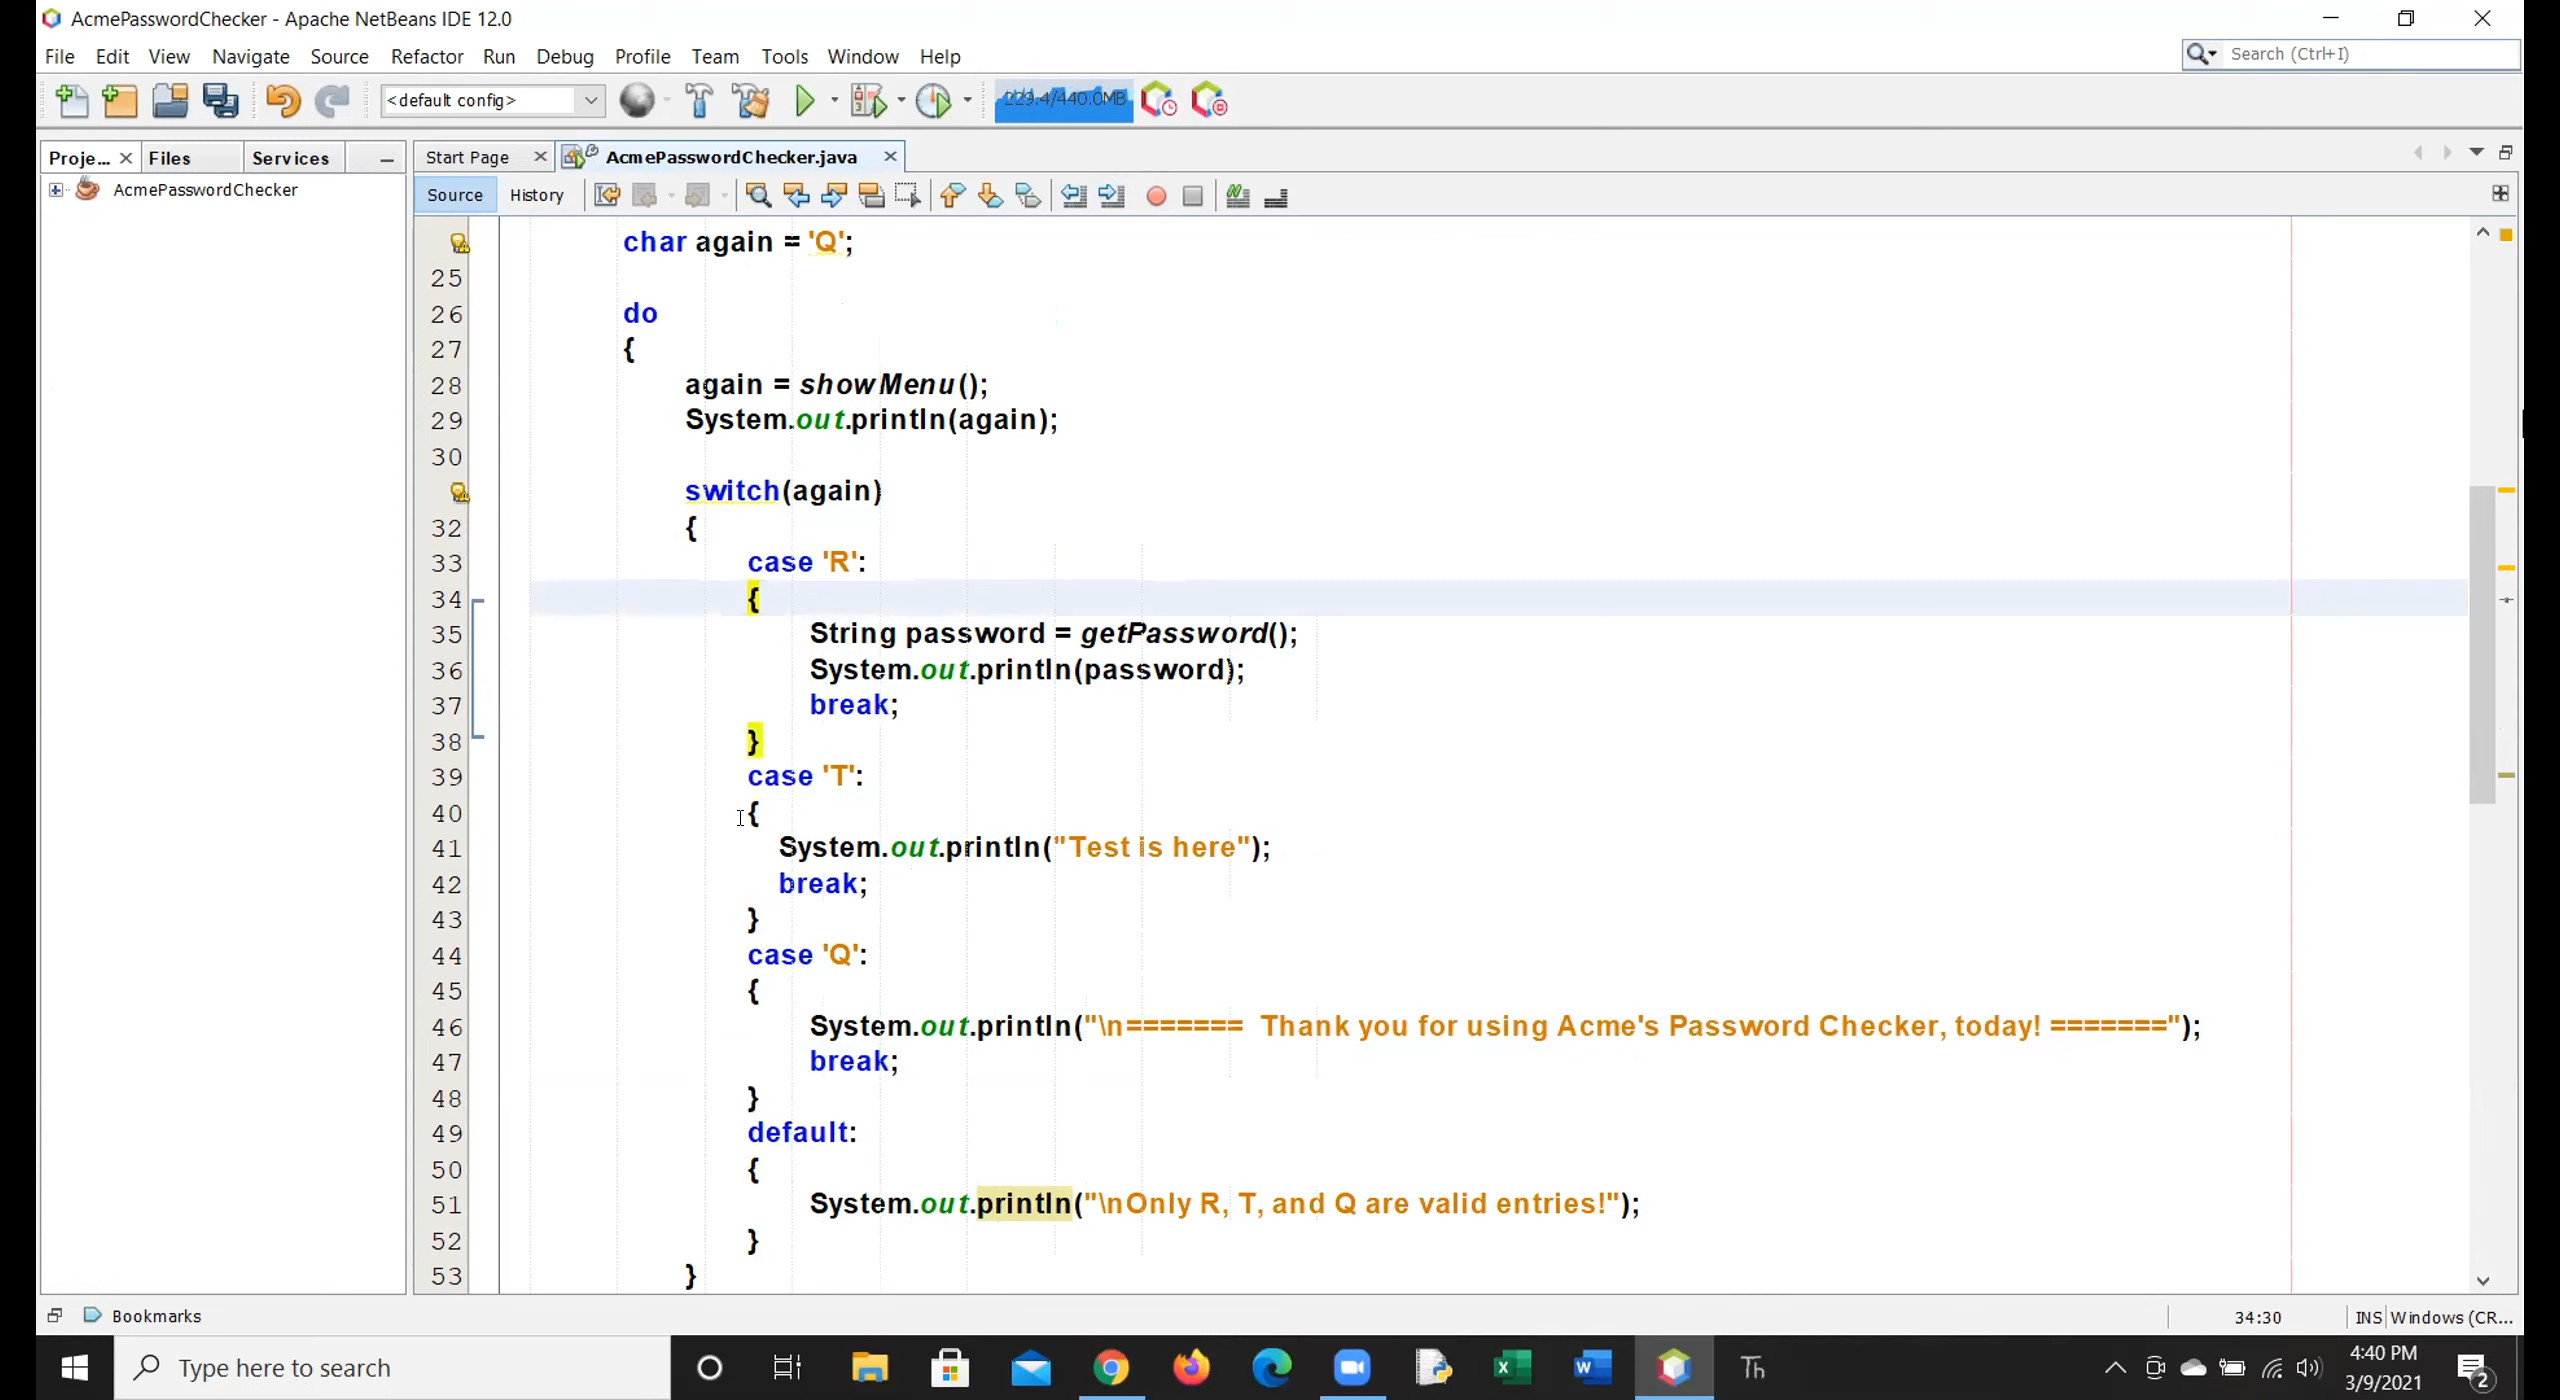 AcmePasswordChecker - Apache NetBeans IDE 12.0
File Edit View Navigate Source Refactor Run Debug Profile Team Tools Window Help
Search (Ctrl+I)
<default config>
229.4/440.0MB
Proje... Files Services
Start Page AcmePasswordChecker.java
AcmePasswordChecker
Source History
char again = 'Q';
25
26 do
27 {
28 again = showMenu();
29 System.out.println(again);
30
switch(again)
32 {
33 case 'R':
34 {
35 String password = getPassword();
36 System.out.println(password);
37 break;
38 }
39 case 'T':
40 {
41 System.out.println("Test is here");
42 break;
43 }
44 case 'Q':
45 {
46 System.out.println("\n======= Thank you for using Acme's Password Checker, today! =======");
47 break;
48 }
49 default:
50 {
51 System.out.println("\nOnly R, T, and Q are valid entries!");
52 }
53 }
Bookmarks
34:30 INS Windows (CR...
Type here to search
Th
4:40 PM
3/9/2021
2